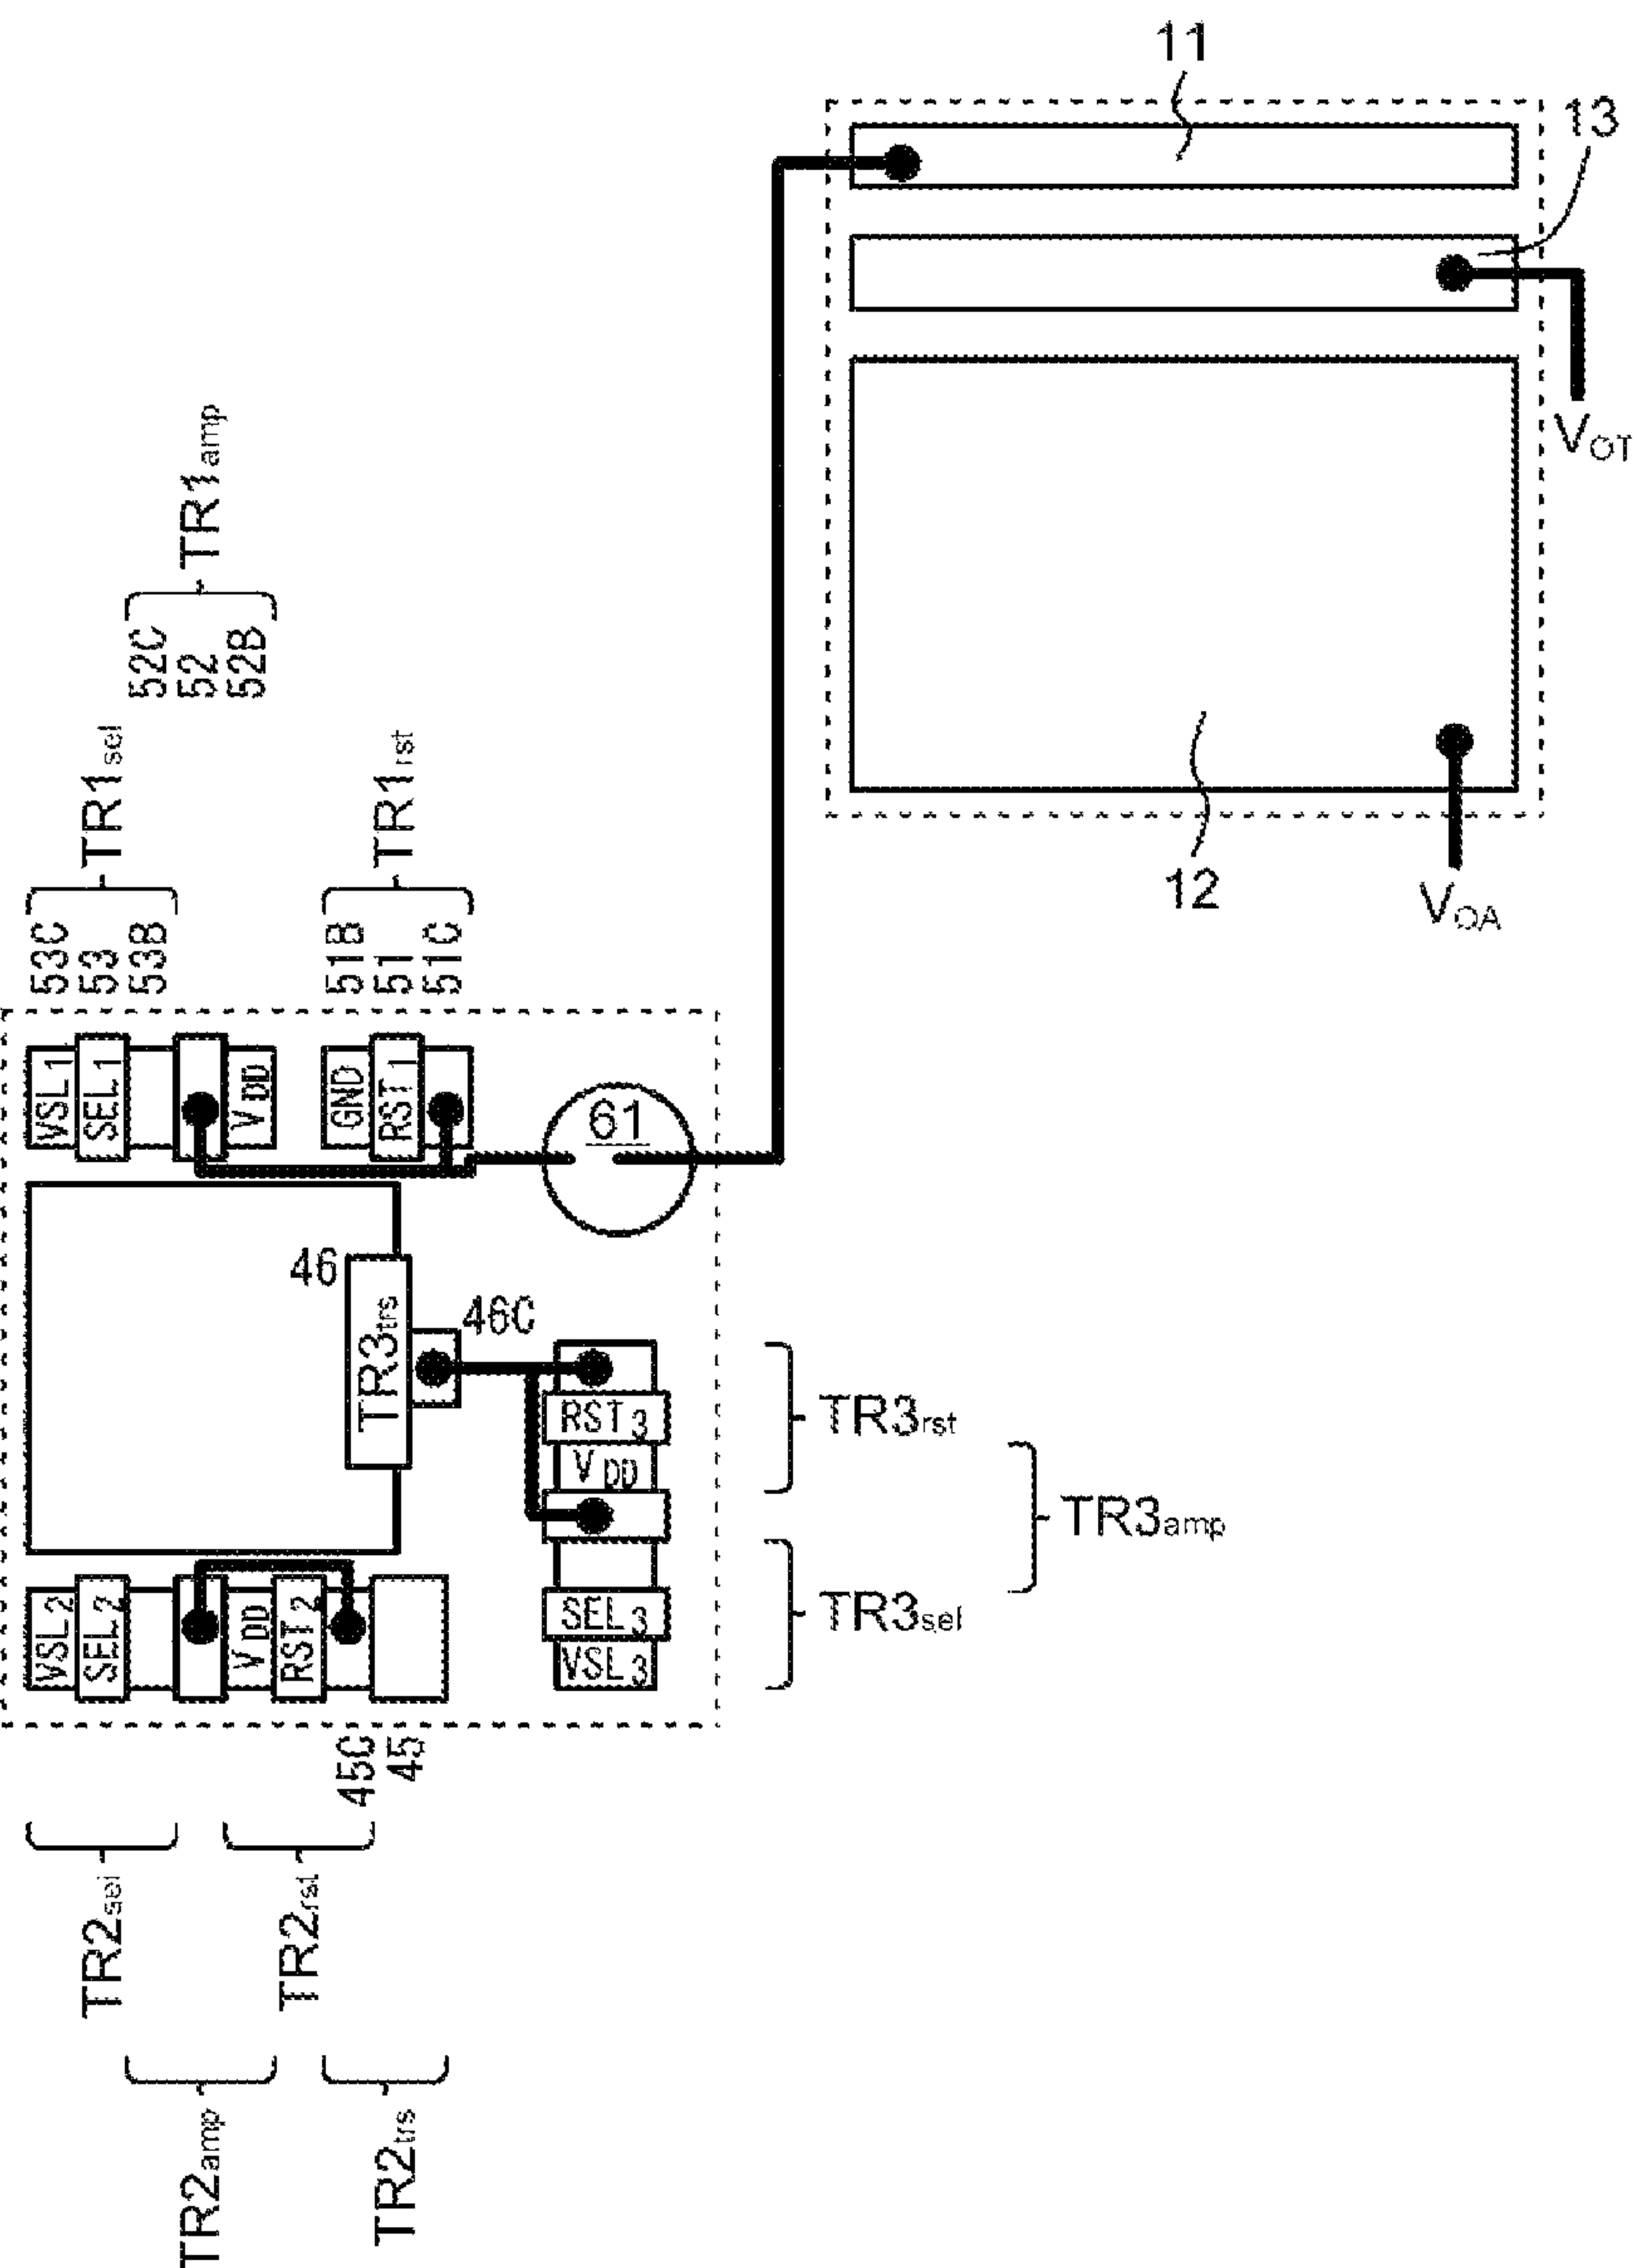 11
13
V_OT
12
V_OA
TR1amp
52C
52
52B
TR1sel
53C
53
53B
TR1rst
51B
51
51C
VSL1
SEL1
VDD
GND
RST1
61
46
TR3trs
46C
RST3
VDD
SEL3
VSL3
TR3rst
TR3amp
TR3sel
VSL2
SEL2
VDD
RST2
45C
45
TR2sel
TR2rst
TR2amp
TR2trs